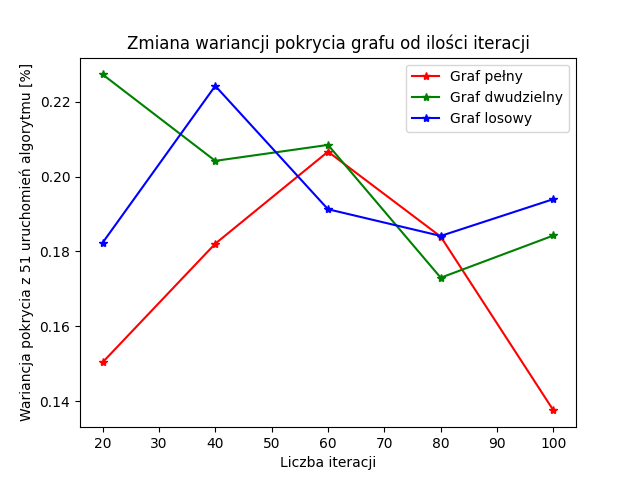 Zmiana wariancji pokrycia grafu od ilości iteracji
Wariancja pokrycia z 51 uruchomień algorytmu [%]
0.22
0.20
0.18
0.16
0.14
Graf pełny
Graf dwudzielny
Graf losowy
20 30 40 50 60 70 80 90 100
Liczba iteracji